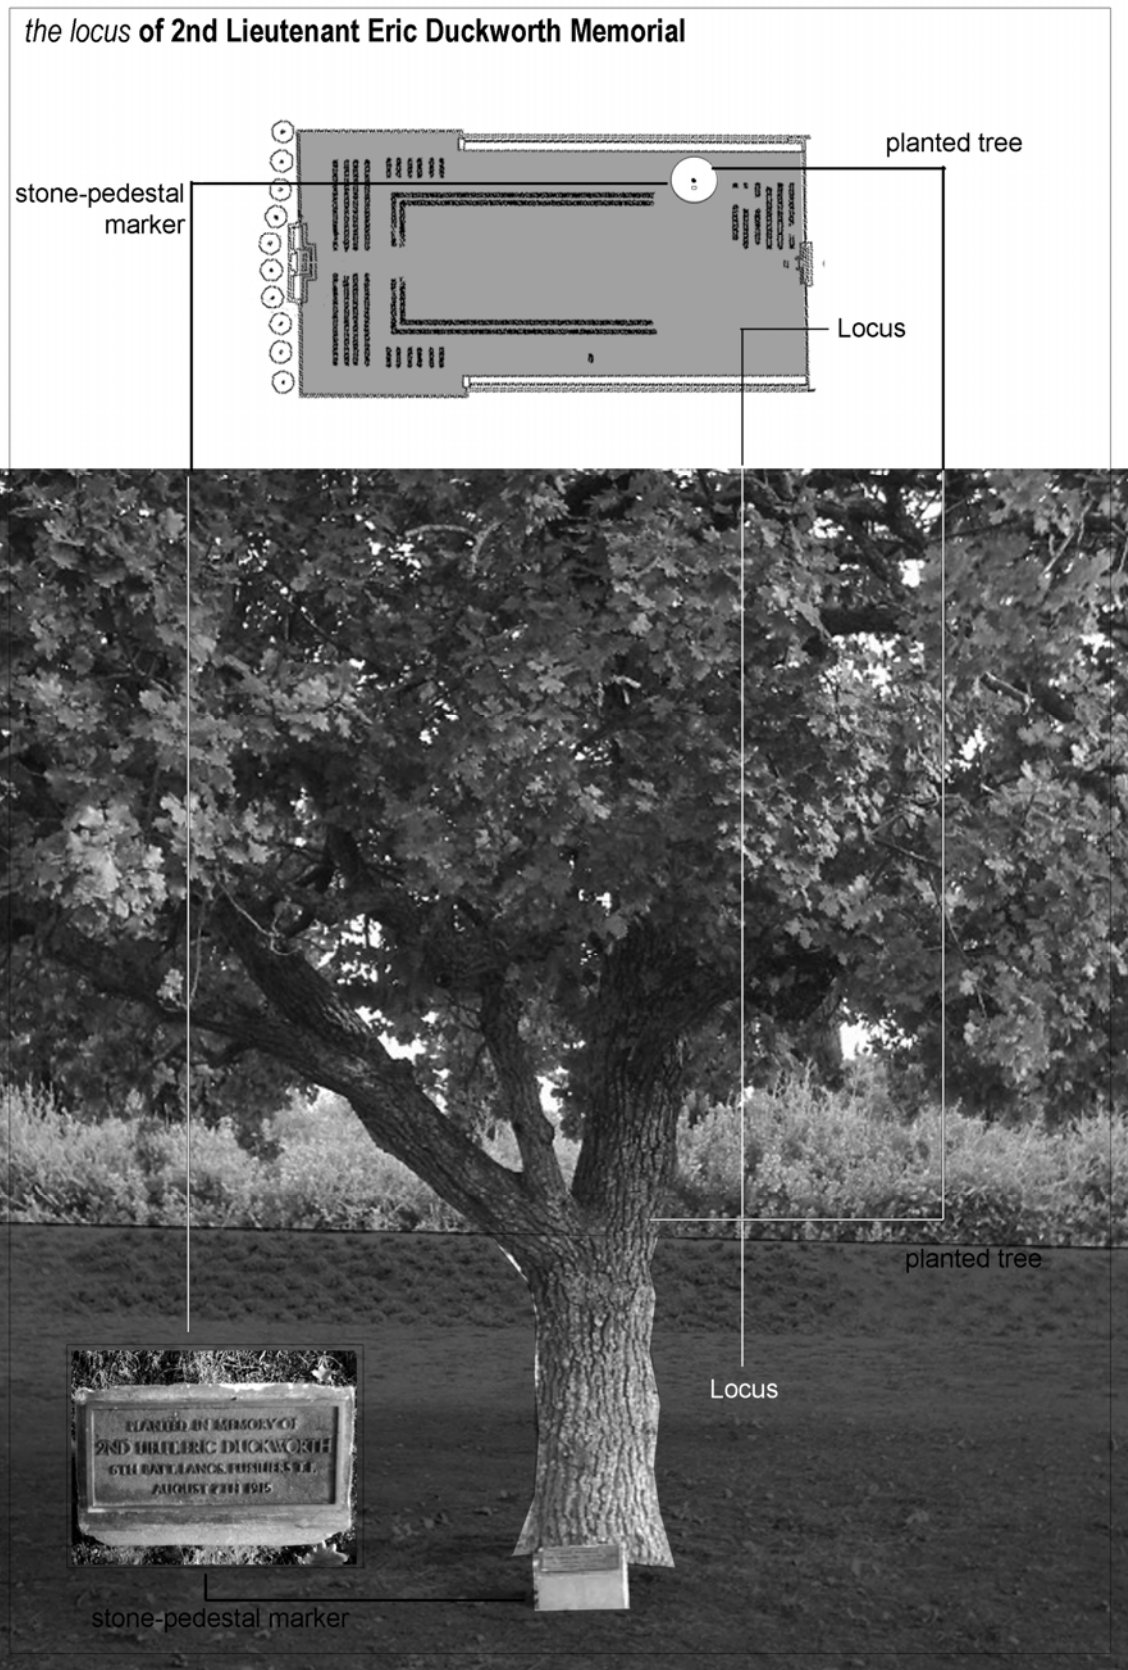 the locus of 2nd Lieutenant Eric Duckworth Memorial
planted tree
stone-pedestal
marker
Locus
planted tree
Locus
PLANTED IN MEMORY OF
2ND LIEUT. ERIC DUCKWORTH
6TH BATT. LANCS. FUSILIERS T.F.
AUGUST 7TH 1915
stone-pedestal marker